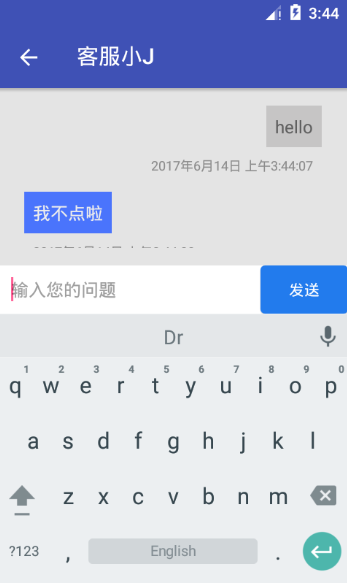 3:44
客服小J
hello
2017年6月14日 上午3:44:07
我不点啦
输入您的问题
发送
Dr
1 2 3 4 5 6 7 8 9 0
q w e r t y u i o p
a s d f g h j k l
z x c v b n m
?123 , English .